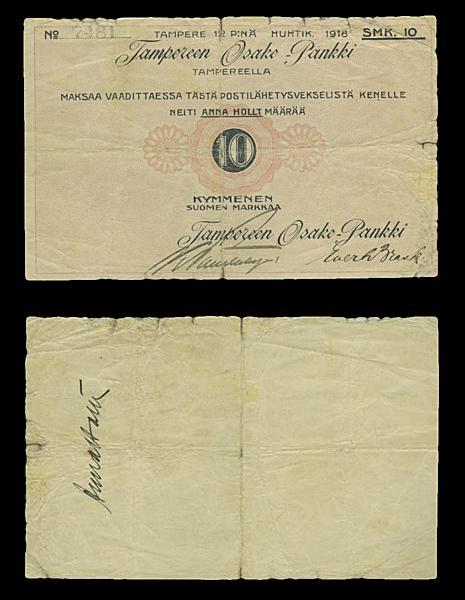 No 7481 TAMPERE 12 P:NÄ HUHTIK. 1918 SMK. 10
Tampereen Osake-Pankki
TAMPEREELLA
MAKSAA VAADITTAESSA TÄSTÄ POSTILÄHETYSVEKSELISTÄ KENELLE
NEITI ANNA HOLLT MÄÄRÄÄ
10
KYMMENEN
SUOMEN MARKKAA
Tampereen Osake-Pankki